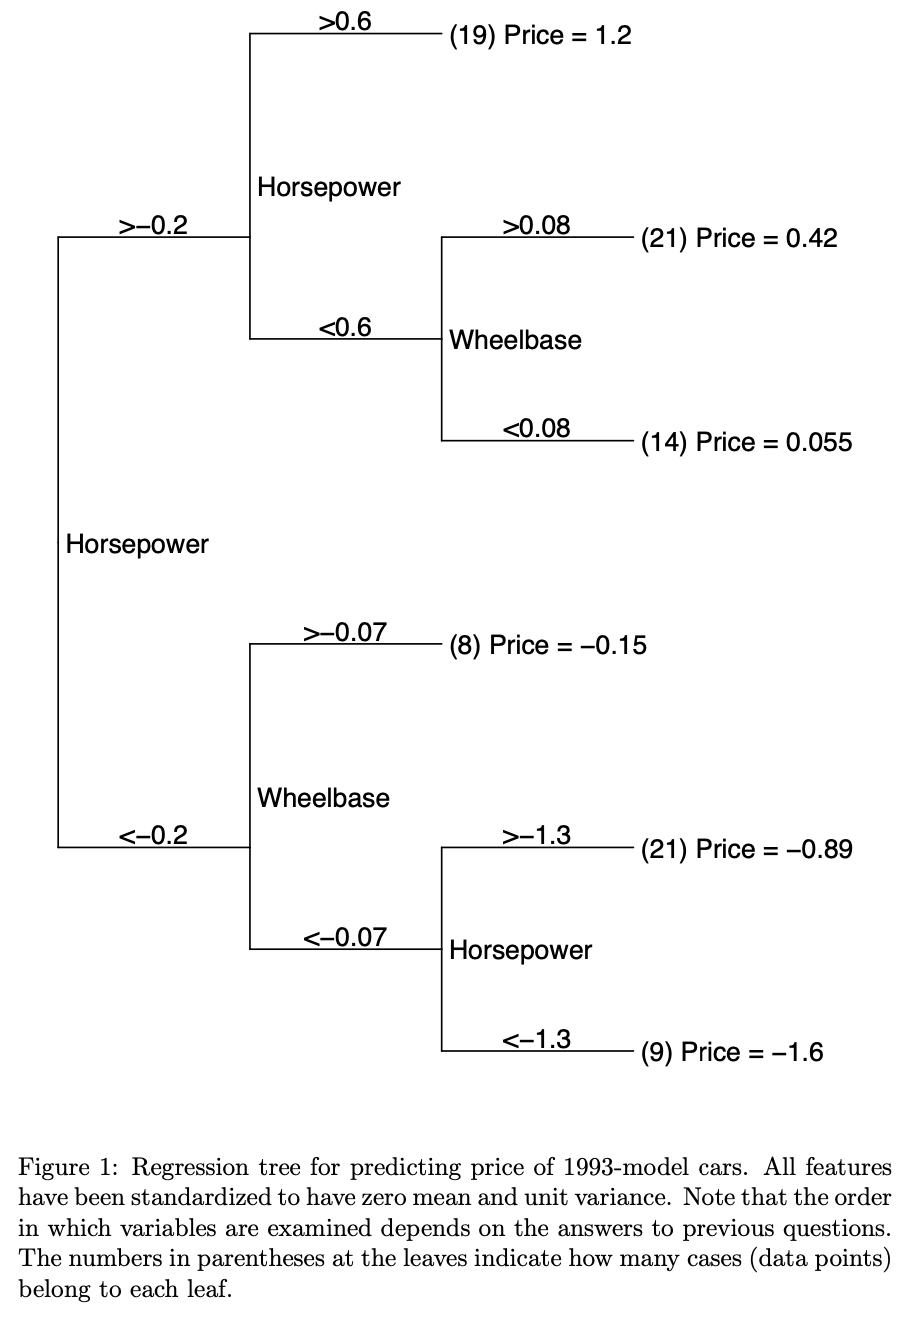 >0.6
(19) Price = 1.2
Horsepower
>−0.2
>0.08
(21) Price = 0.42
<0.6
Wheelbase
<0.08
(14) Price = 0.055
Horsepower
>−0.07
(8) Price = −0.15
Wheelbase
<−0.2
>−1.3
(21) Price = −0.89
<−0.07
Horsepower
<−1.3
(9) Price = −1.6
Figure 1: Regression tree for predicting price of 1993-model cars. All features
have been standardized to have zero mean and unit variance. Note that the order
in which variables are examined depends on the answers to previous questions.
The numbers in parentheses at the leaves indicate how many cases (data points)
belong to each leaf.